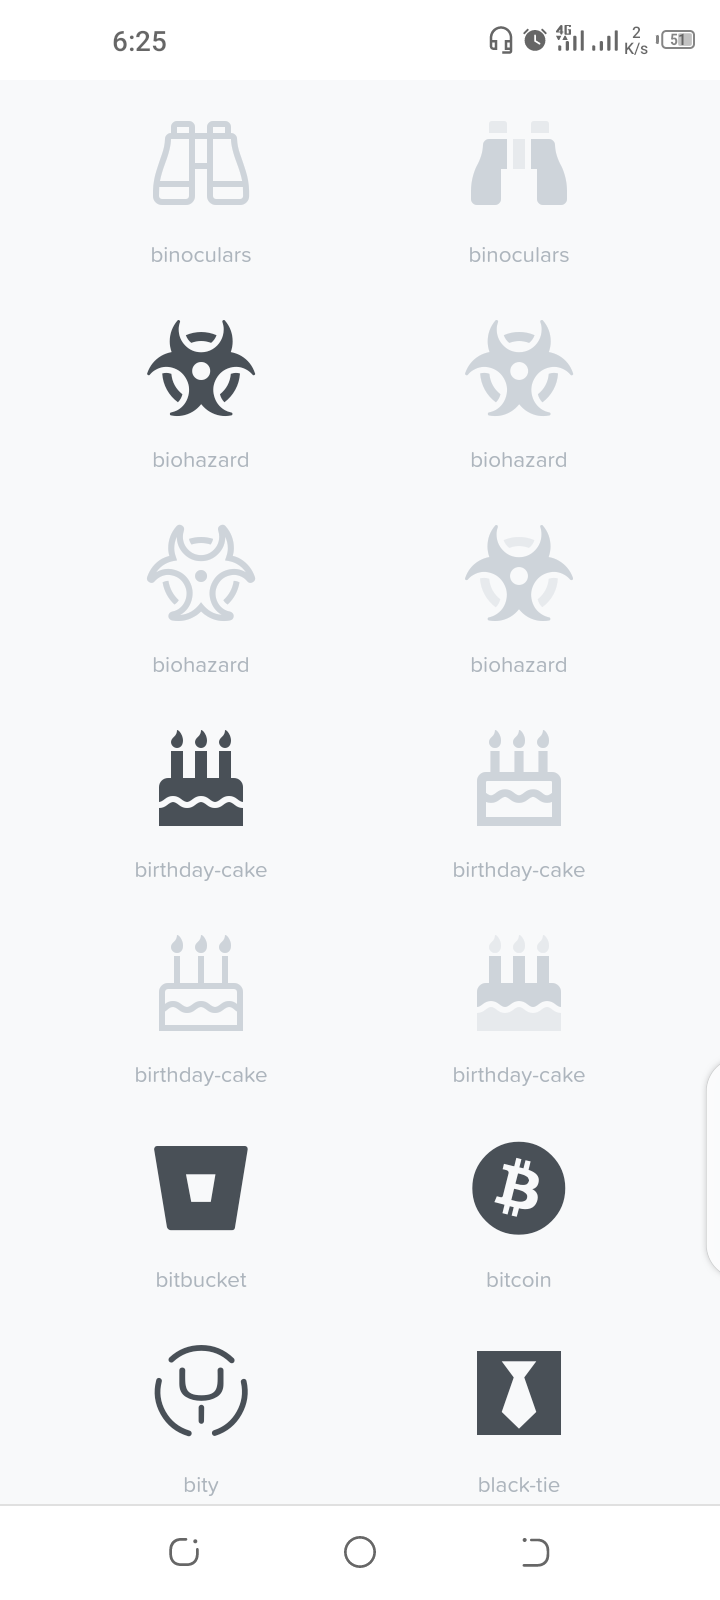 6:25
4G
2
K/s
51
binoculars binoculars
biohazard biohazard
biohazard biohazard
birthday-cake birthday-cake
birthday-cake birthday-cake
bitbucket bitcoin
bity black-tie